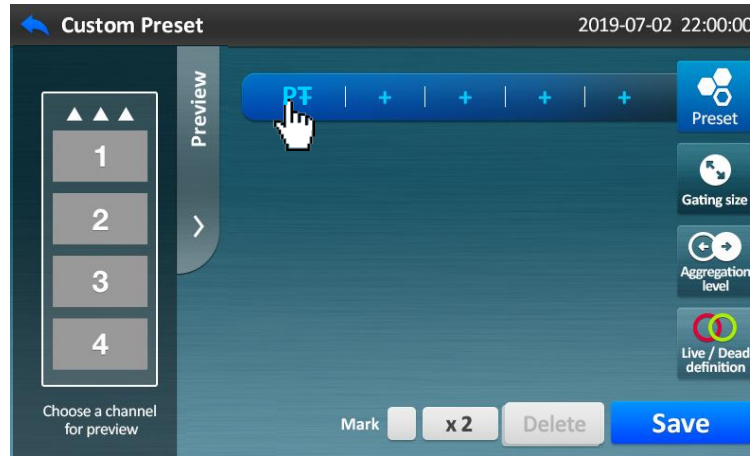 Custom Preset
2019-07-02 22:00:00
Preview
1
2
3
4
Choose a channel
for preview
PT | + | + | + | +
Preset
Gating size
Aggregation
level
Live / Dead
definition
Mark
x 2
Delete
Save